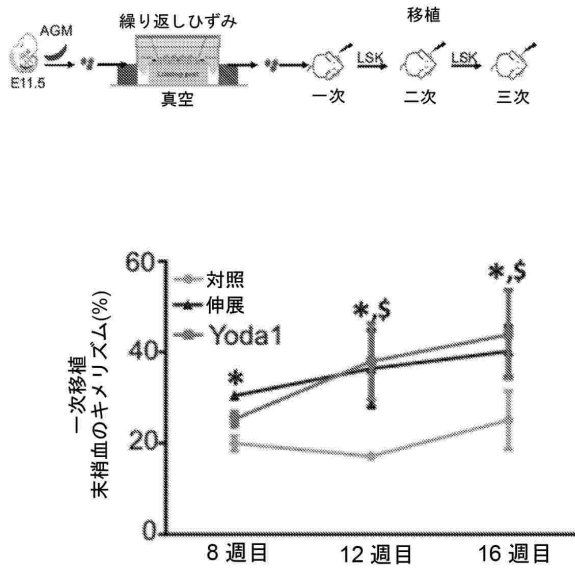 繰り返しひずみ
移植
AGM
E11.5
LSK
LSK
真空
一次
二次
三次
60
40
20
0
対照
伸展
Yoda1
*
*,$
*,$
一次移植
末梢血のキメリズム(%)
8 週目
12 週目
16 週目